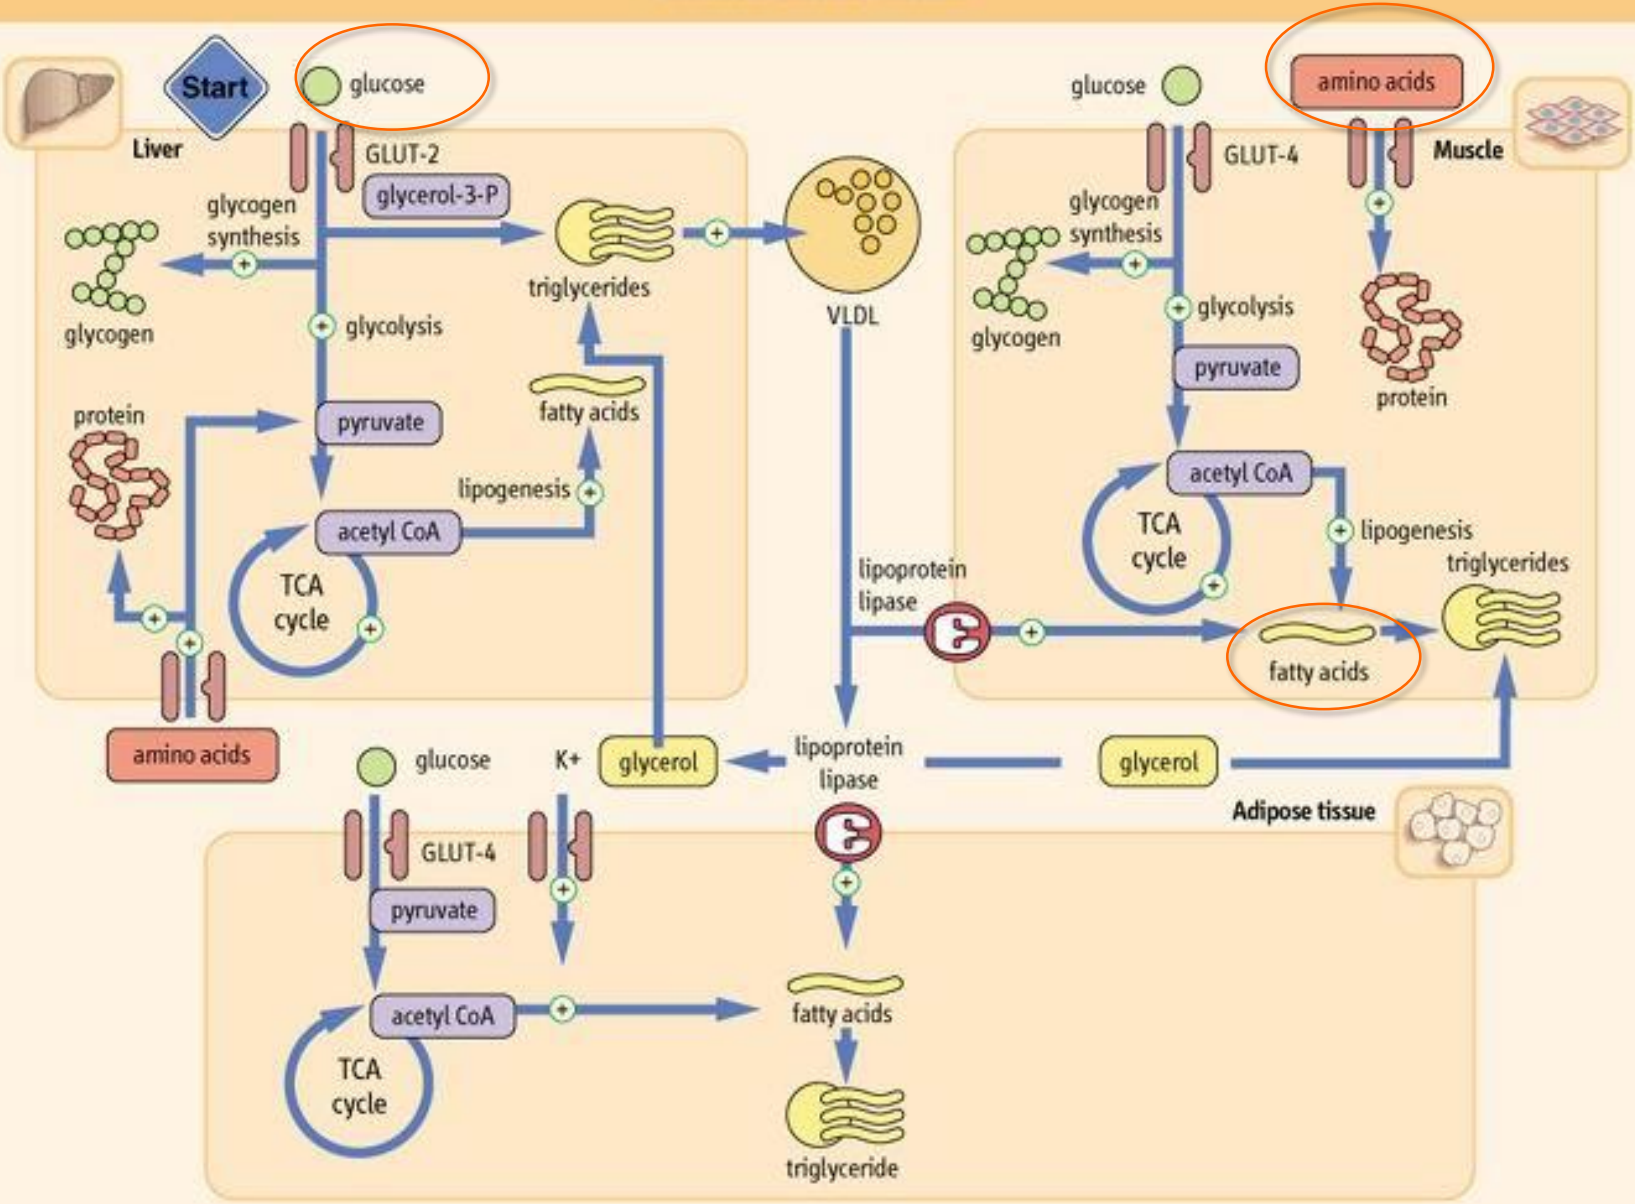 Start
glucose
Liver
GLUT-2
glycerol-3-P
glycogen
synthesis
glycogen
glycolysis
triglycerides
VLDL
protein
pyruvate
fatty acids
lipogenesis
acetyl CoA
TCA
cycle
amino acids
glucose
amino acids
GLUT-4
Muscle
glycogen
synthesis
glycogen
glycolysis
pyruvate
protein
acetyl CoA
TCA
cycle
lipogenesis
triglycerides
lipoprotein
lipase
fatty acids
glucose
K+
glycerol
lipoprotein
lipase
glycerol
Adipose tissue
GLUT-4
pyruvate
acetyl CoA
TCA
cycle
fatty acids
triglyceride